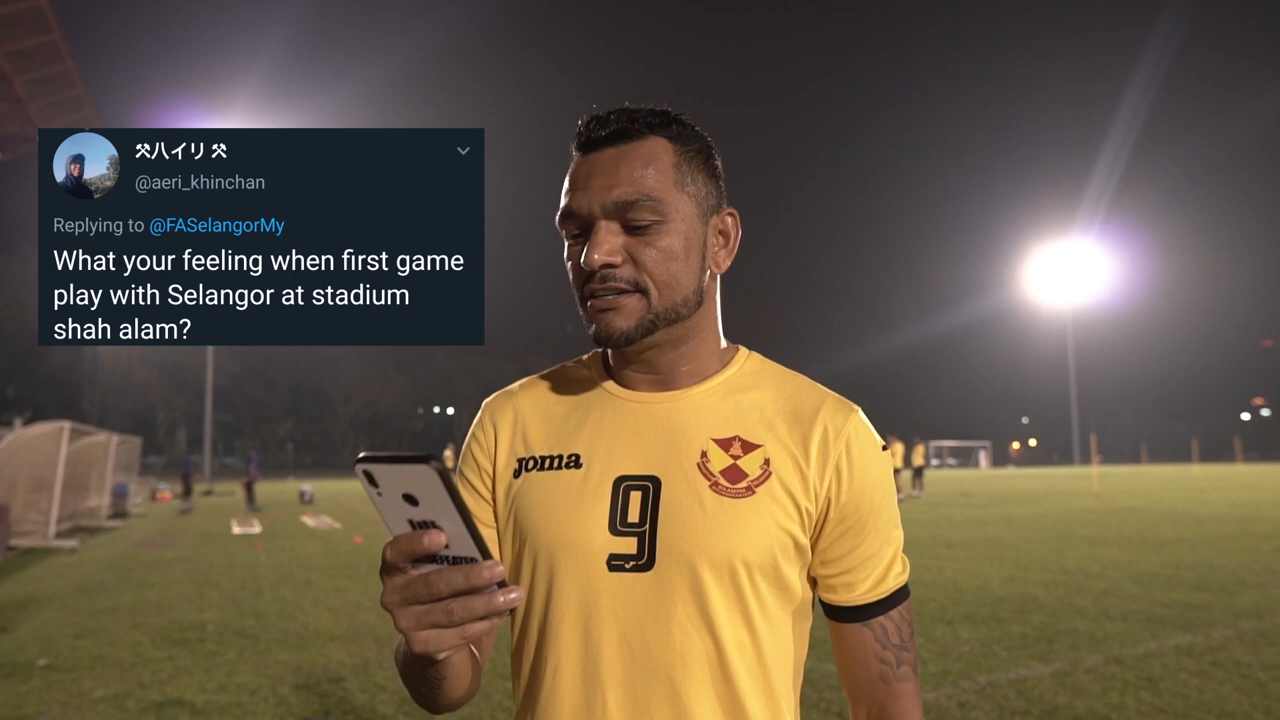 ⚒ハイリ ⚒
@aeri_khinchan
Replying to @FASelangorMy
What your feeling when first game
play with Selangor at stadium
shah alam?
Joma
9